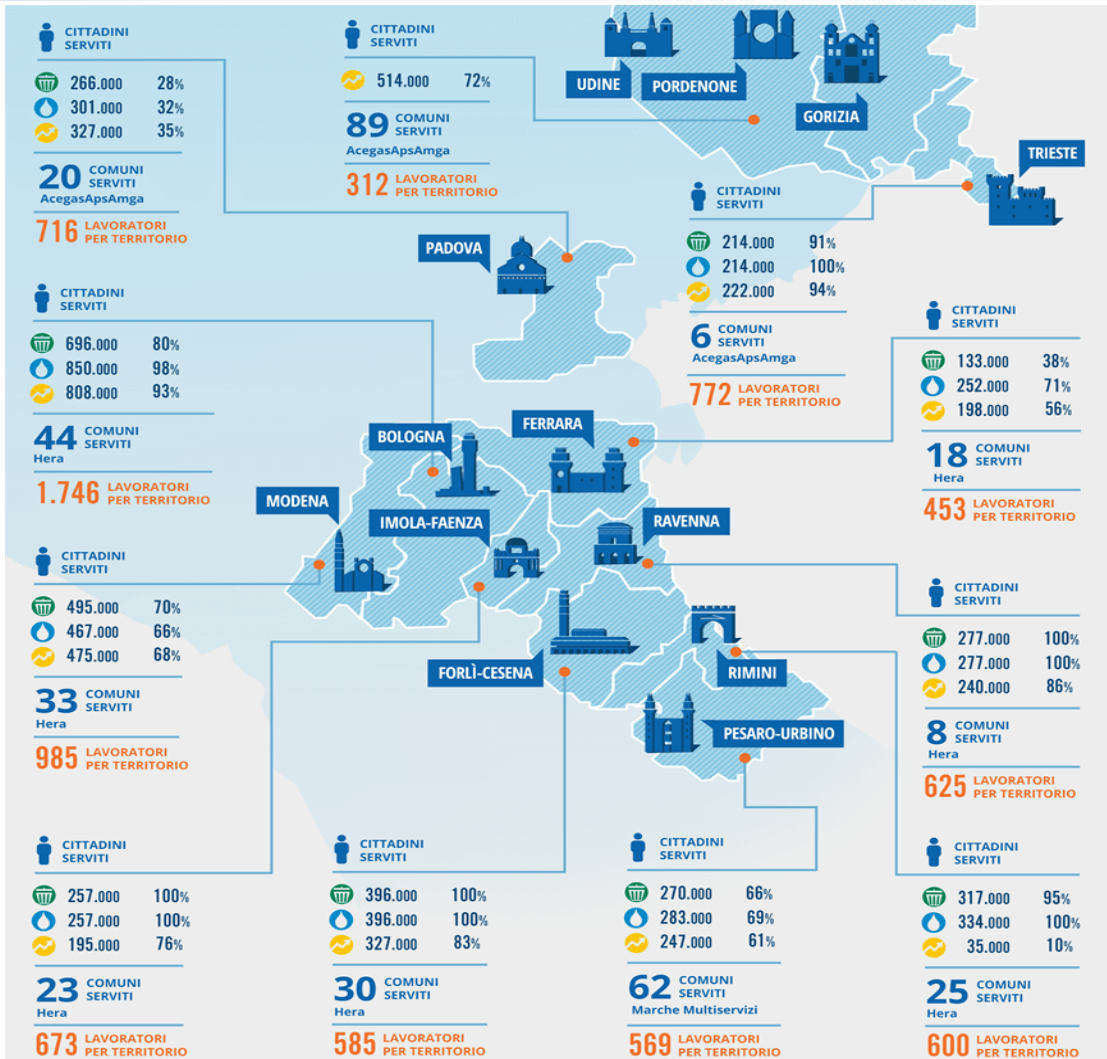 CITTADINI
SERVITI
266.000 28%
301.000 32%
327.000 35%
20 COMUNI
SERVITI
AcegasApsAmga
716 LAVORATORI
PER TERRITORIO
CITTADINI
SERVITI
514.000 72%
89 COMUNI
SERVITI
AcegasApsAmga
312 LAVORATORI
PER TERRITORIO
UDINE
PORDENONE
GORIZIA
TRIESTE
CITTADINI
SERVITI
214.000 91%
214.000 100%
222.000 94%
6 COMUNI
SERVITI
AcegasApsAmga
772 LAVORATORI
PER TERRITORIO
PADOVA
CITTADINI
SERVITI
696.000 80%
850.000 98%
808.000 93%
44 COMUNI
SERVITI
Hera
1.746 LAVORATORI
PER TERRITORIO
CITTADINI
SERVITI
133.000 38%
252.000 71%
198.000 56%
18 COMUNI
SERVITI
Hera
453 LAVORATORI
PER TERRITORIO
BOLOGNA
FERRARA
MODENA
IMOLA-FAENZA
RAVENNA
FORLÌ-CESENA
RIMINI
PESARO-URBINO
CITTADINI
SERVITI
495.000 70%
467.000 66%
475.000 68%
33 COMUNI
SERVITI
Hera
985 LAVORATORI
PER TERRITORIO
CITTADINI
SERVITI
277.000 100%
277.000 100%
240.000 86%
8 COMUNI
SERVITI
Hera
625 LAVORATORI
PER TERRITORIO
CITTADINI
SERVITI
257.000 100%
257.000 100%
195.000 76%
23 COMUNI
SERVITI
Hera
673 LAVORATORI
PER TERRITORIO
CITTADINI
SERVITI
396.000 100%
396.000 100%
327.000 83%
30 COMUNI
SERVITI
Hera
585 LAVORATORI
PER TERRITORIO
CITTADINI
SERVITI
270.000 66%
283.000 69%
247.000 61%
62 COMUNI
SERVITI
Marche Multiservizi
569 LAVORATORI
PER TERRITORIO
CITTADINI
SERVITI
317.000 95%
334.000 100%
35.000 10%
25 COMUNI
SERVITI
Hera
600 LAVORATORI
PER TERRITORIO